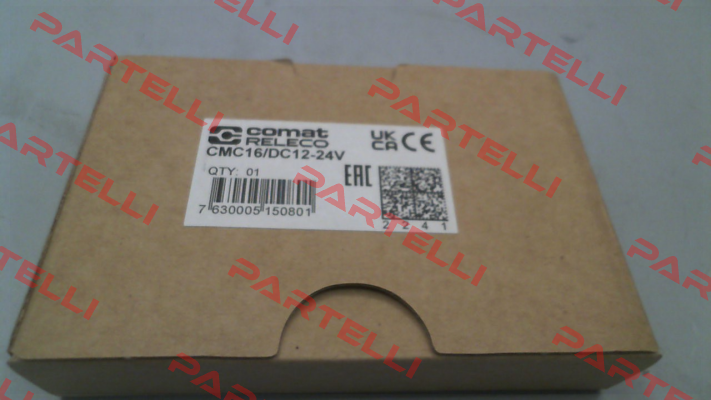 comat
RELECO
CMC16/DC12-24V
QTY: 01
7 630005 150801
UK
CA
CE
EAC
2 2 4 1
PARTELLI
PARTELLI
PARTELLI
PARTELLI
PARTELLI
PARTELLI
PARTELLI
PARTELLI
PARTELLI
PARTELLI
PARTELLI